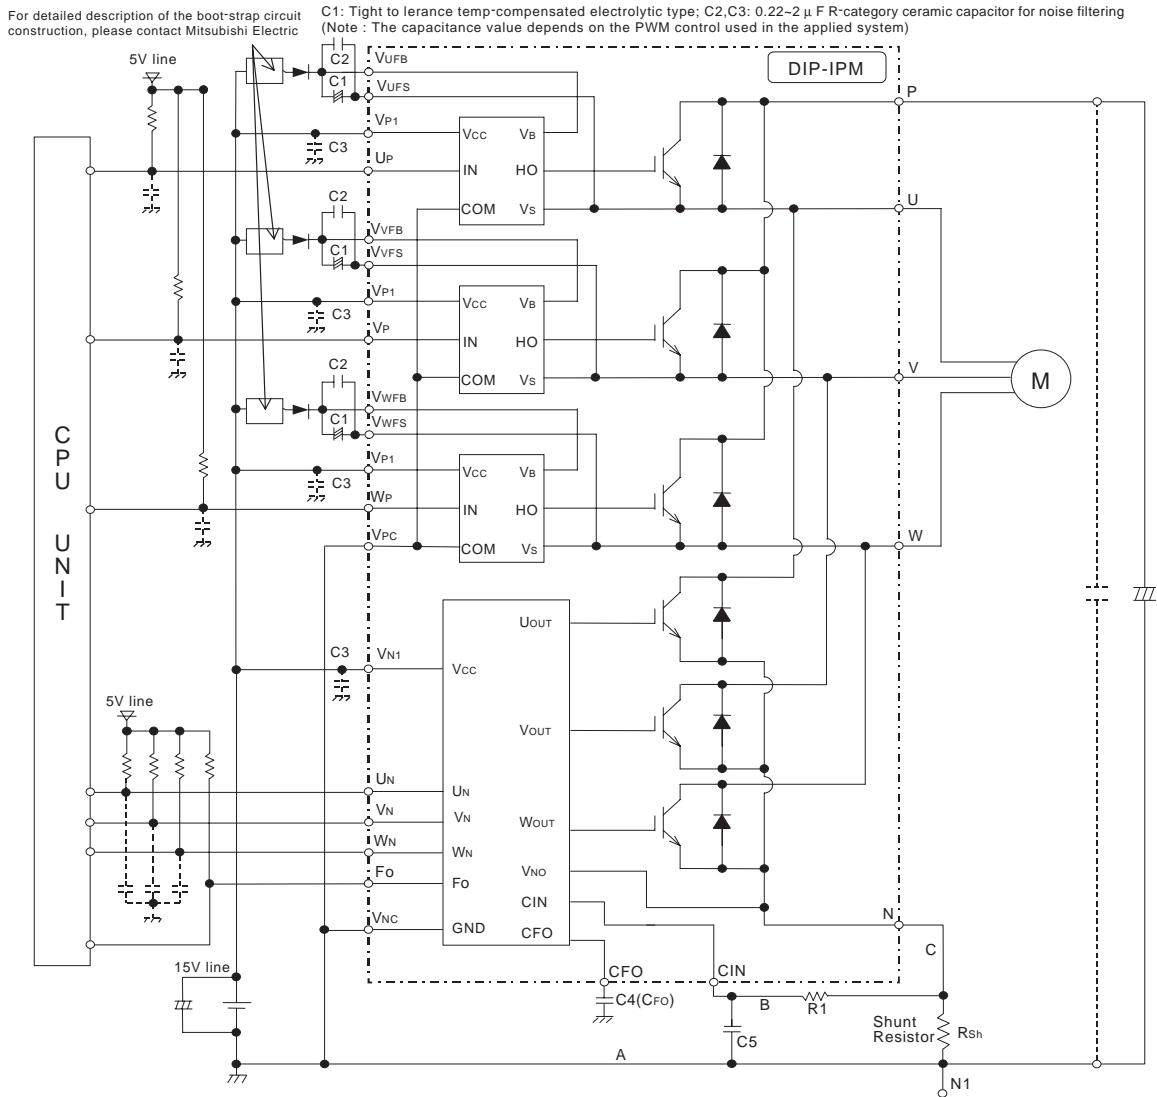 For detailed description of the boot-strap circuit
construction, please contact Mitsubishi Electric
C1: Tight to lerance temp-compensated electrolytic type; C2,C3: 0.22~2 μ F R-category ceramic capacitor for noise filtering
(Note : The capacitance value depends on the PWM control used in the applied system)
5V line
C2
C1
VUFB
VUFS
DIP-IPM
P
VP1
C3
UP
VCC
VB
IN
HO
COM
VS
U
C2
C1
VVFB
VVFS
VP1
C3
VP
VCC
VB
IN
HO
COM
VS
V
M
C2
C1
VWFB
VWFS
VP1
C3
WP
VPC
VCC
VB
IN
HO
COM
VS
W
CPU
UNIT
UOUT
C3
VN1
VCC
5V line
VOUT
UN
UN
VN
VN
WOUT
WN
WN
VNO
FO
Fo
CIN
VNC
GND
CFO
N
C
15V line
CFO
CIN
C4(CFO)
B
R1
C5
Shunt
Resistor
RSh
A
N1